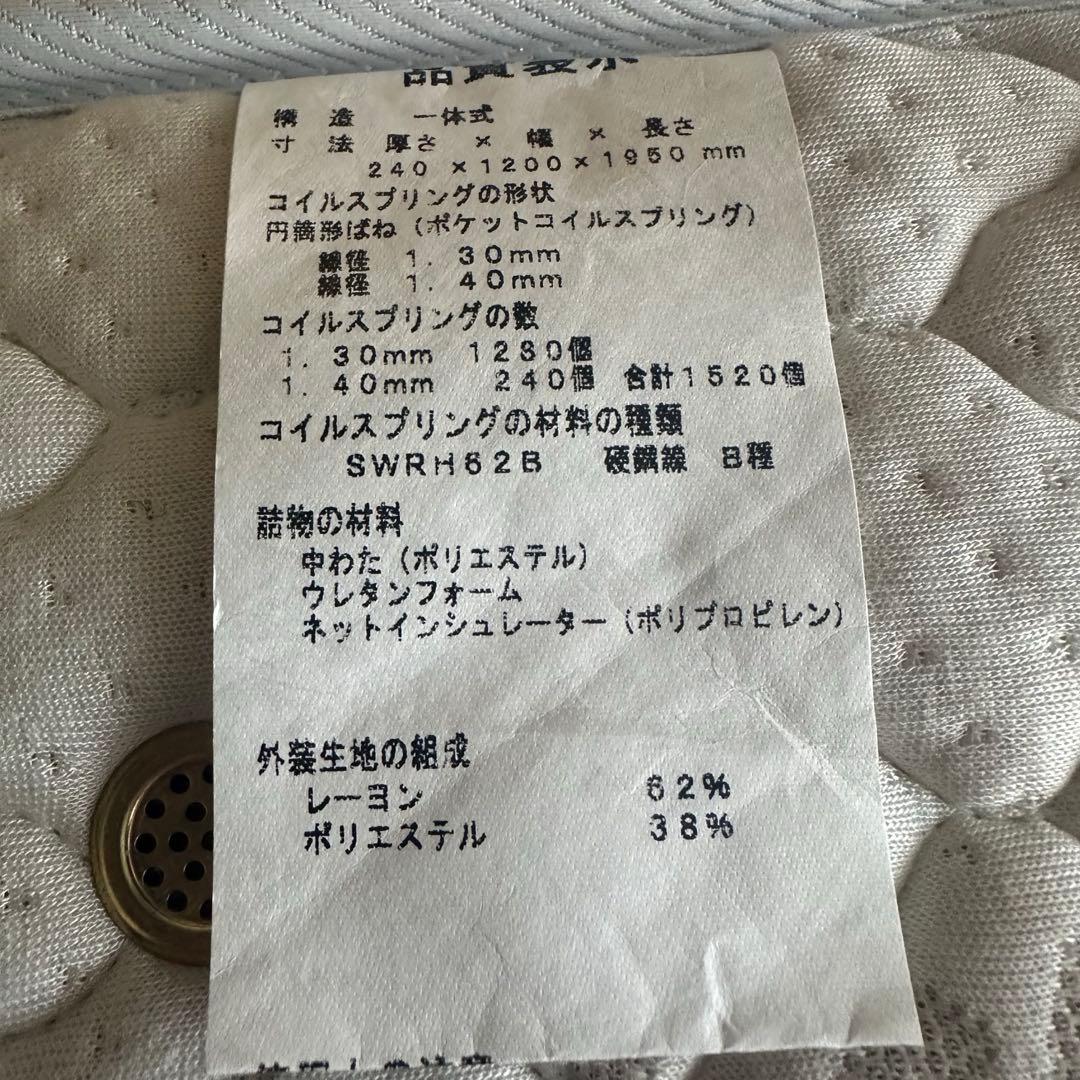 品質表示
構造 一体式
寸法 厚さ × 幅 × 長さ
240 ×1200×1950 mm
コイルスプリングの形状
円筒形ばね（ポケットコイルスプリング）
線径 1．30mm
線径 1．40mm
コイルスプリングの数
1．30mm 1280個
1．40mm 240個 合計1520個
コイルスプリングの材料の種類
SWRH62B 硬鋼線 B種
詰物の材料
中わた（ポリエステル）
ウレタンフォーム
ネットインシュレーター（ポリプロピレン）
外装生地の組成
レーヨン 62%
ポリエステル 38%